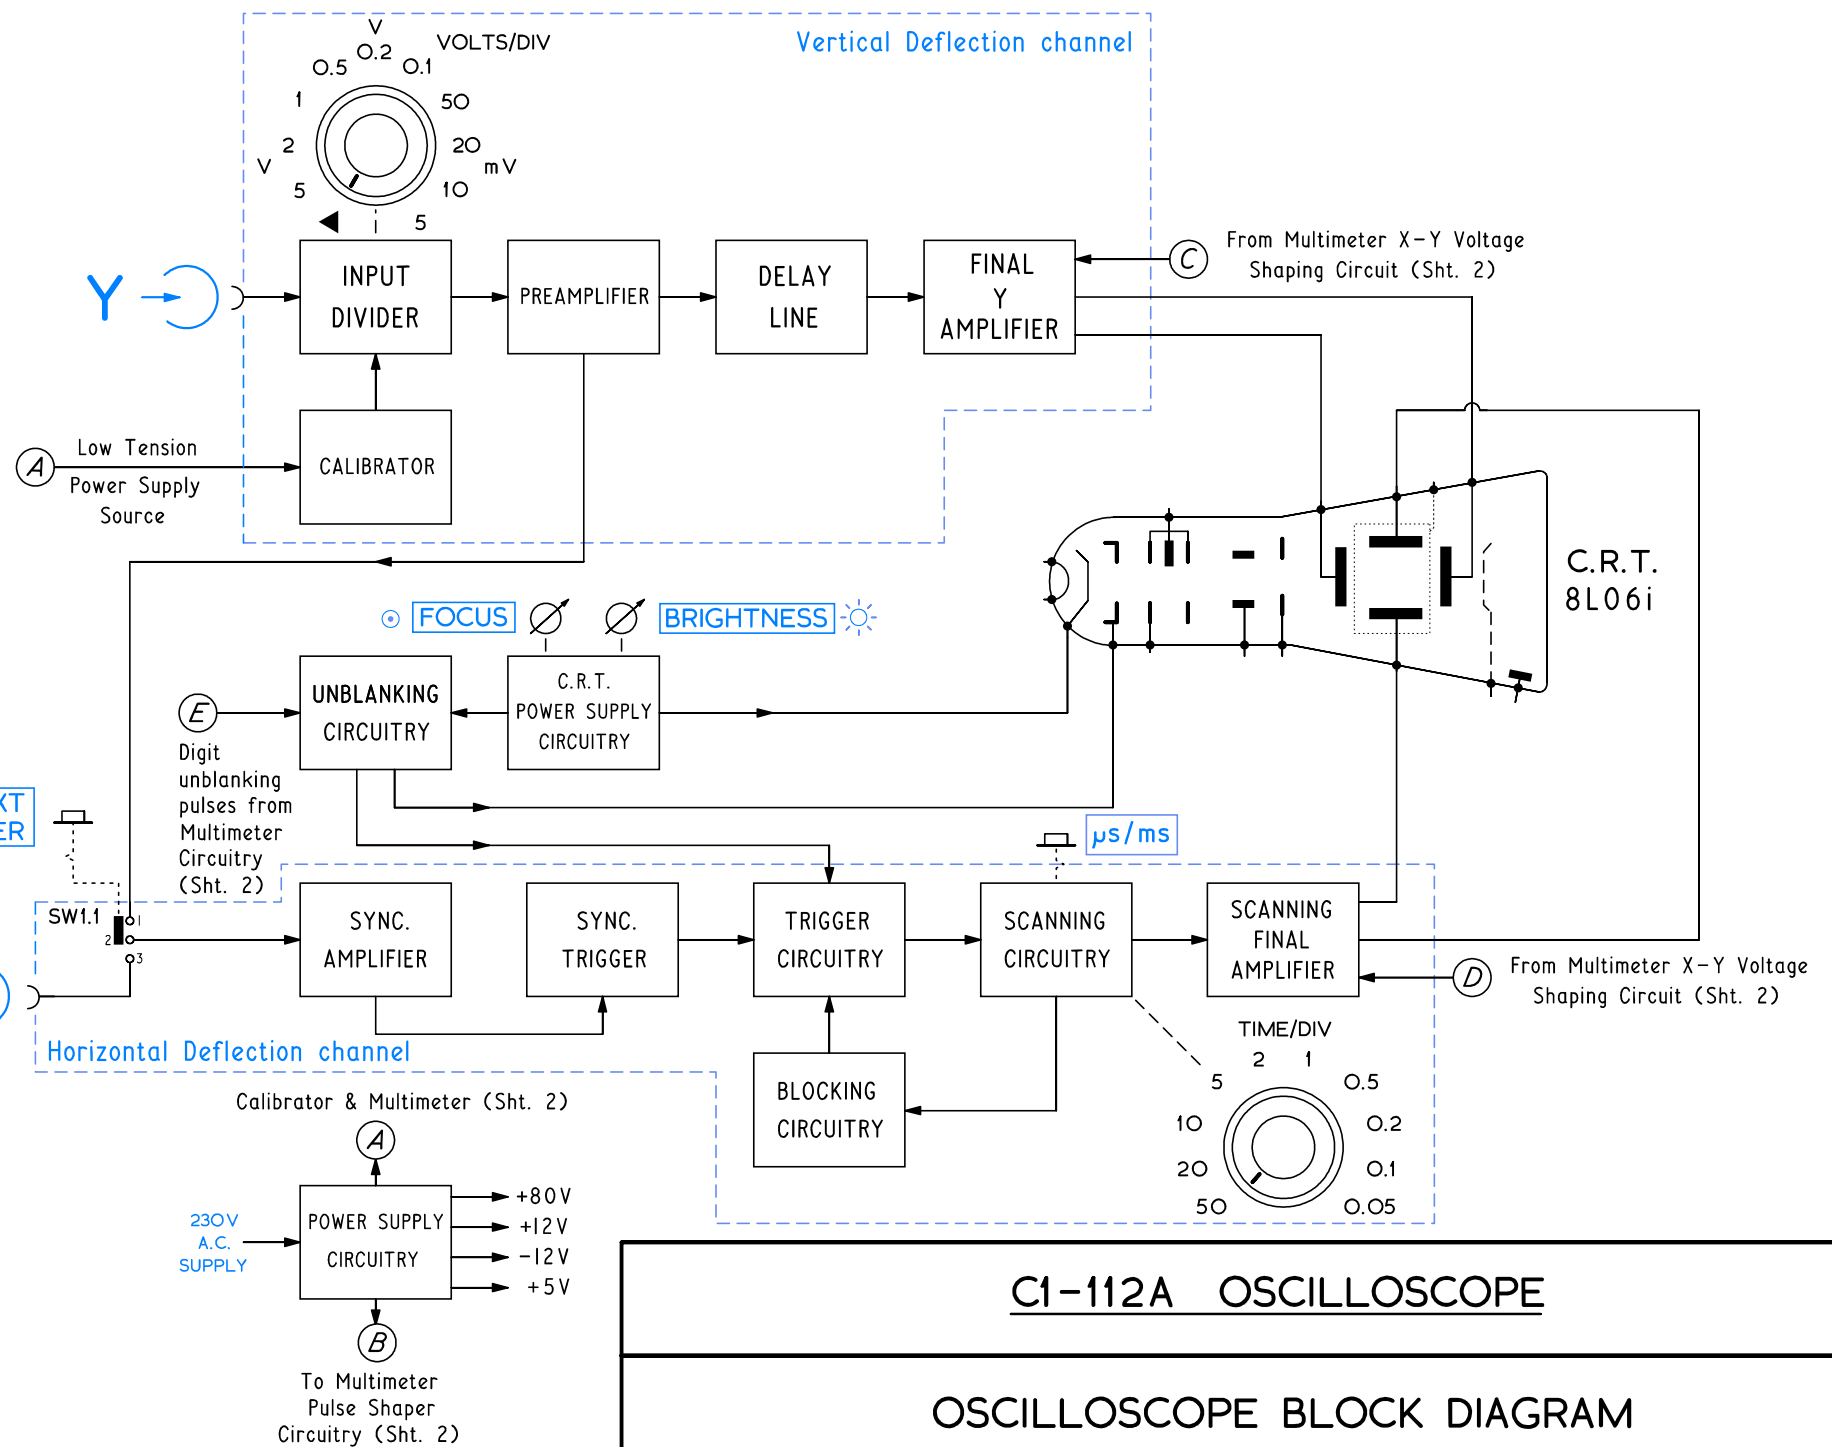 V
VOLTS/DIV
Vertical Deflection channel
0.5
0.2
0.1
1
50
2
20
V
mV
5
10
5
Y
INPUT
DIVIDER
PREAMPLIFIER
DELAY
LINE
FINAL
Y
AMPLIFIER
C
From Multimeter X-Y Voltage
Shaping Circuit (Sht. 2)
A
Low Tension
Power Supply
Source
CALIBRATOR
C.R.T.
8L06i
FOCUS
BRIGHTNESS
E
Digit
unblanking
pulses from
Multimeter
Circuitry
(Sht. 2)
UNBLANKING
CIRCUITRY
C.R.T.
POWER SUPPLY
CIRCUITRY
µs/ms
SW1.1
1
2
3
SYNC.
AMPLIFIER
SYNC.
TRIGGER
TRIGGER
CIRCUITRY
SCANNING
CIRCUITRY
SCANNING
FINAL
AMPLIFIER
D
From Multimeter X-Y Voltage
Shaping Circuit (Sht. 2)
Horizontal Deflection channel
BLOCKING
CIRCUITRY
TIME/DIV
2
1
5
0.5
10
0.2
20
0.1
50
0.05
Calibrator & Multimeter (Sht. 2)
A
230V
A.C.
SUPPLY
POWER SUPPLY
CIRCUITRY
+80V
+12V
-12V
+5V
B
To Multimeter
Pulse Shaper
Circuitry (Sht. 2)
C1-112A OSCILLOSCOPE
OSCILLOSCOPE BLOCK DIAGRAM